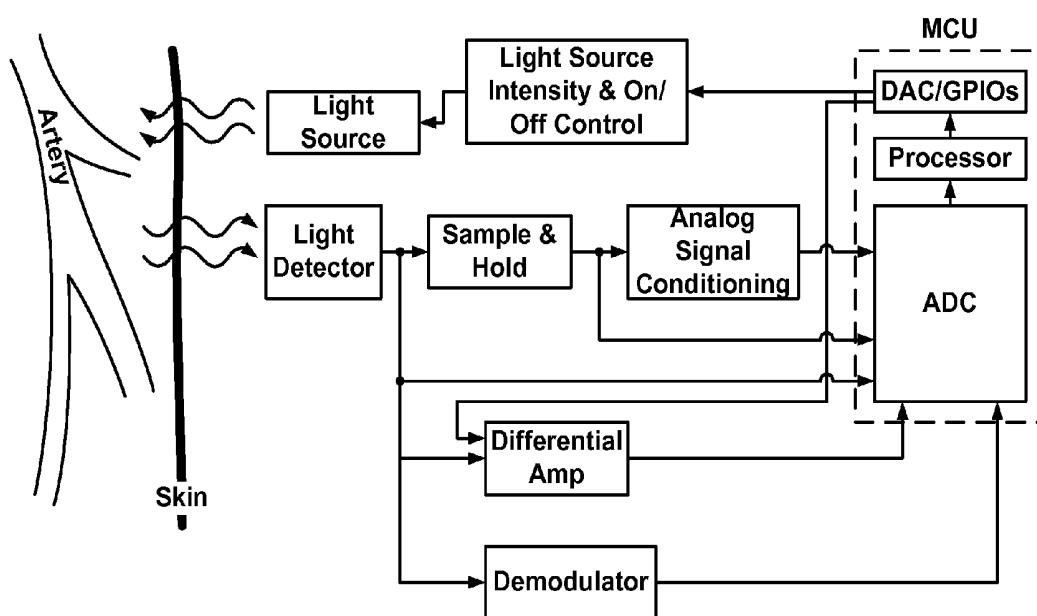 MCU
Light Source
Intensity & On/
Off Control
DAC/GPIOs
Light
Source
Artery
Processor
Light
Detector
Sample &
Hold
Analog
Signal
Conditioning
ADC
Differential
Amp
Skin
Demodulator